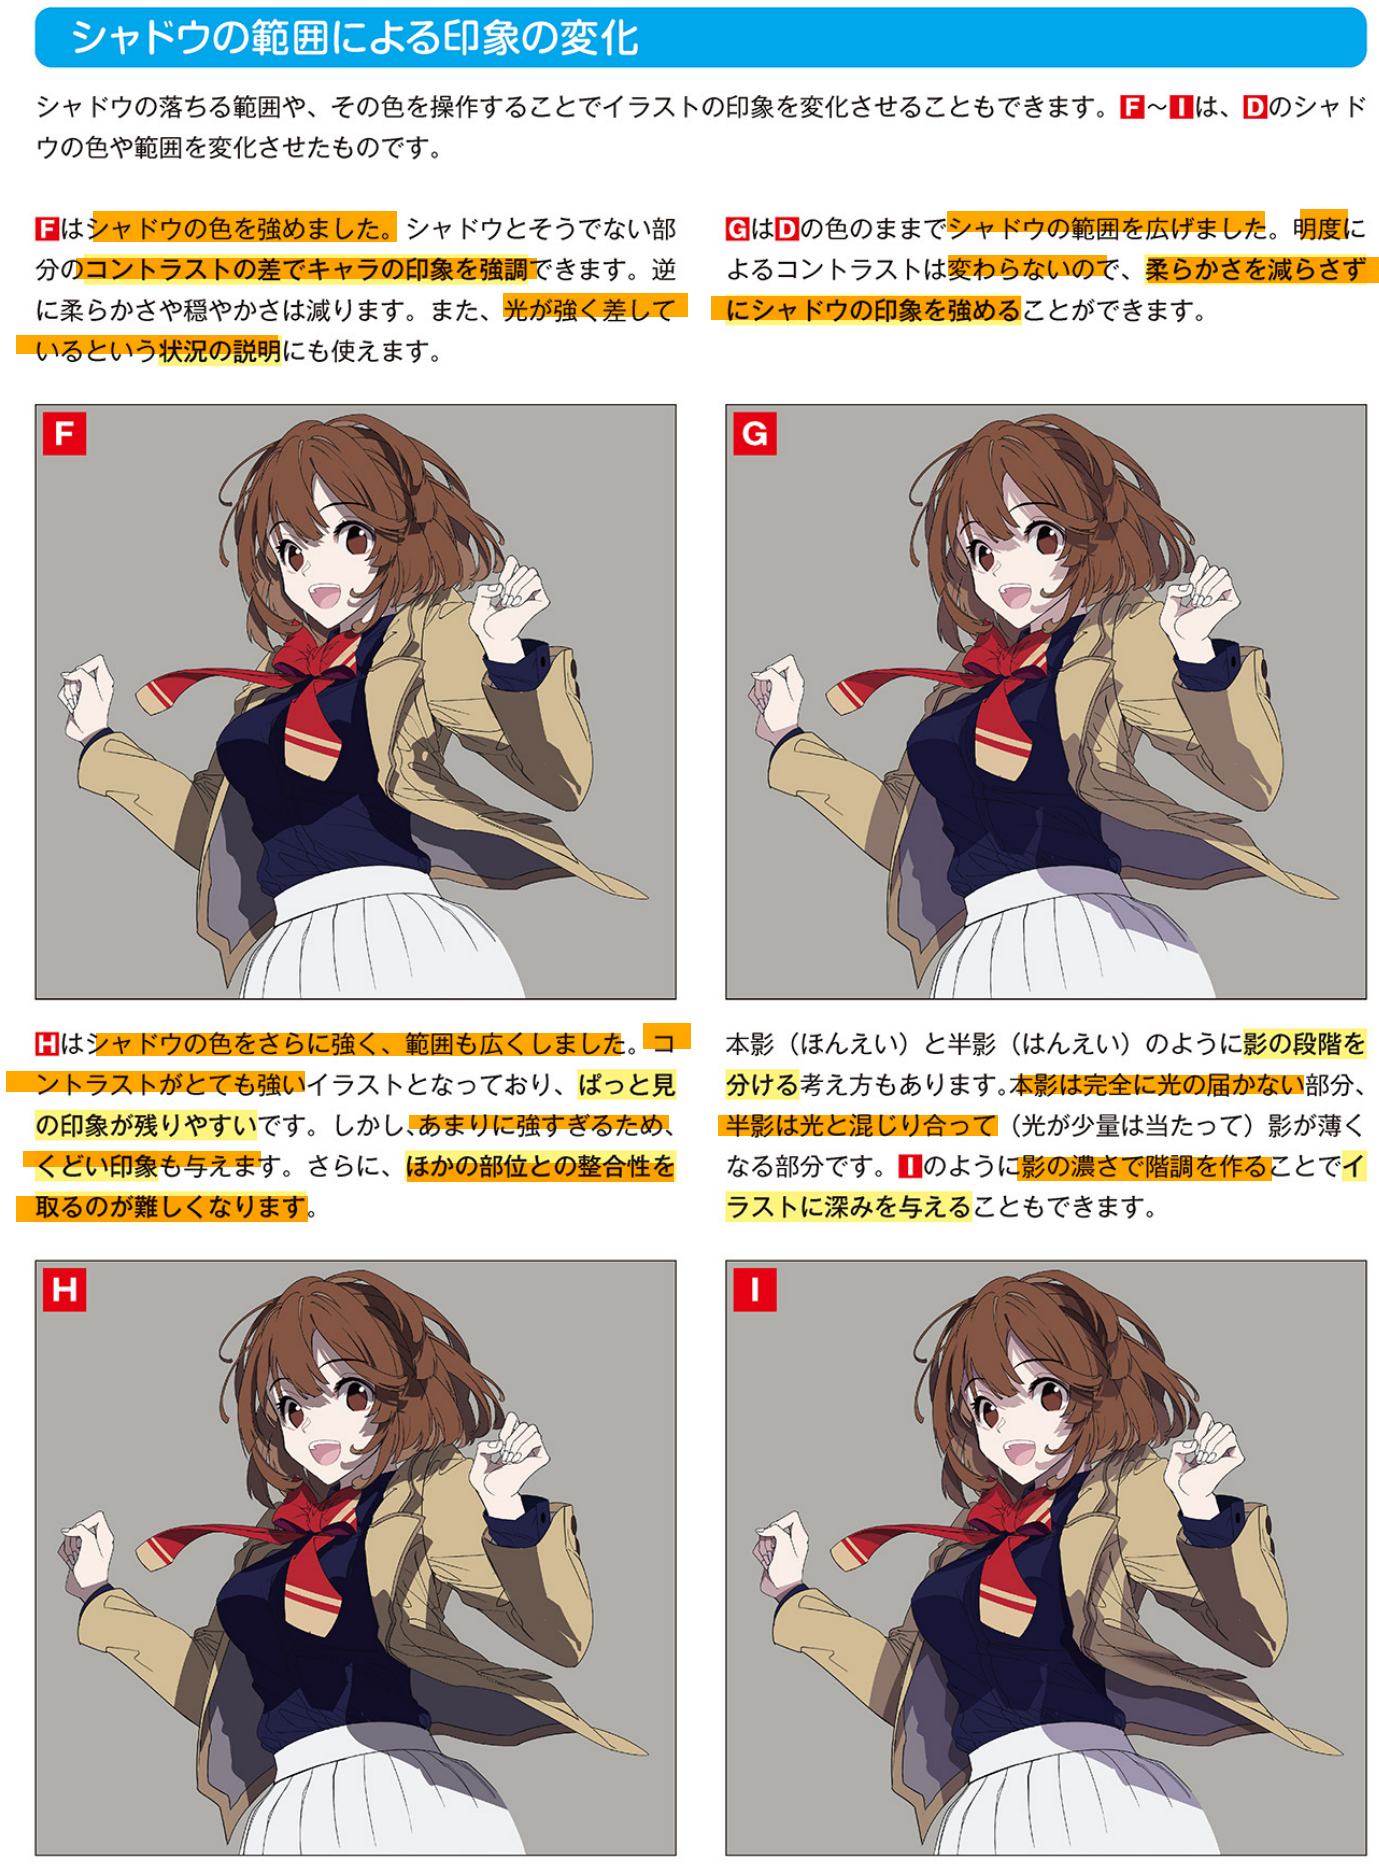 シャドウの範囲による印象の変化
シャドウの落ちる範囲や、その色を操作することでイラストの印象を変化させることもできます。F〜Iは、Dのシャド
ウの色や範囲を変化させたものです。
Fはシャドウの色を強めました。シャドウとそうでない部
分のコントラストの差でキャラの印象を強調できます。逆
に柔らかさや穏やかさは減ります。また、光が強く差して
いるという状況の説明にも使えます。
GはDの色のままでシャドウの範囲を広げました。明度に
よるコントラストは変わらないので、柔らかさを減らさず
にシャドウの印象を強めることができます。
F
G
Hはシャドウの色をさらに強く、範囲も広くしました。コ
ントラストがとても強いイラストとなっており、ぱっと見
の印象が残りやすいです。しかし、あまりに強すぎるため、
くどい印象も与えます。さらに、ほかの部位との整合性を
取るのが難しくなります。
本影（ほんえい）と半影（はんえい）のように影の段階を
分ける考え方もあります。本影は完全に光の届かない部分、
半影は光と混じり合って（光が少量は当たって）影が薄く
なる部分です。Iのように影の濃さで階調を作ることでイ
ラストに深みを与えることもできます。
H
I